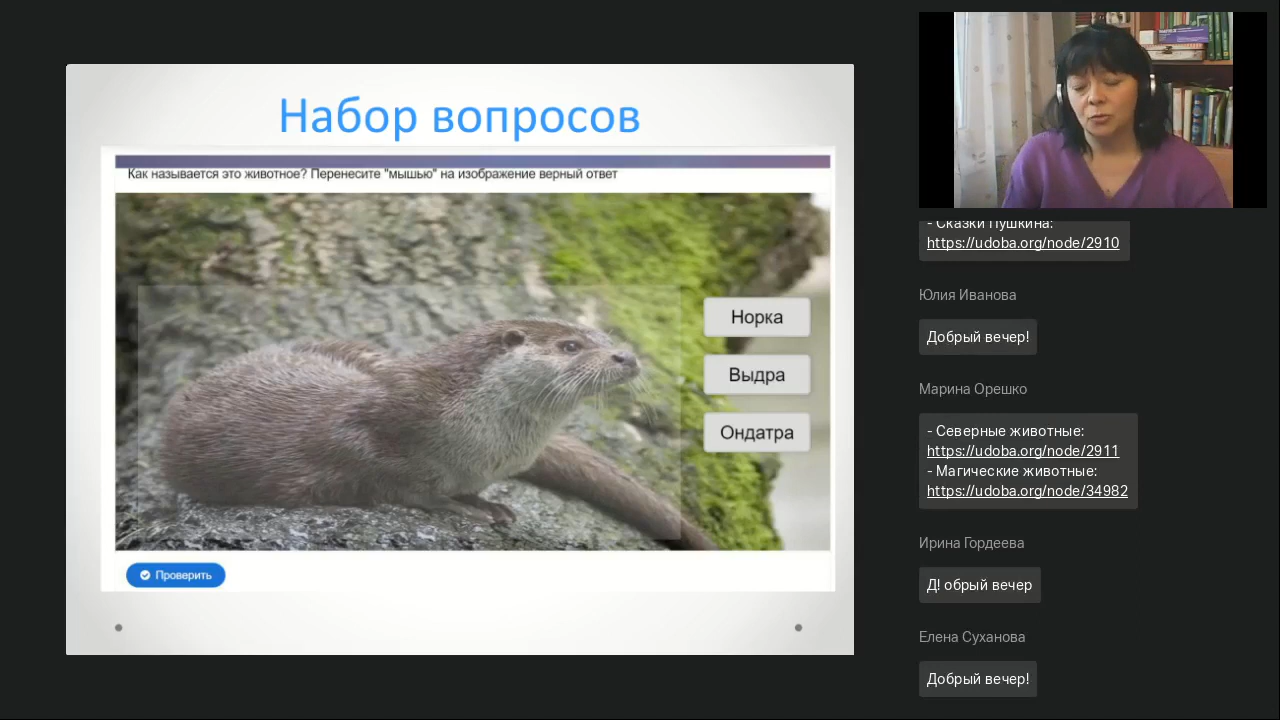 Набор вопросов
Как называется это животное? Перенесите "мышью" на изображение верный ответ
Норка
Выдра
Ондатра
Проверить
- Сказки Пушкина:
https://udoba.org/node/2910
Юлия Иванова
Добрый вечер!
Марина Орешко
- Северные животные:
https://udoba.org/node/2911
- Магические животные:
https://udoba.org/node/34982
Ирина Гордеева
Д! обрый вечер
Елена Суханова
Добрый вечер!